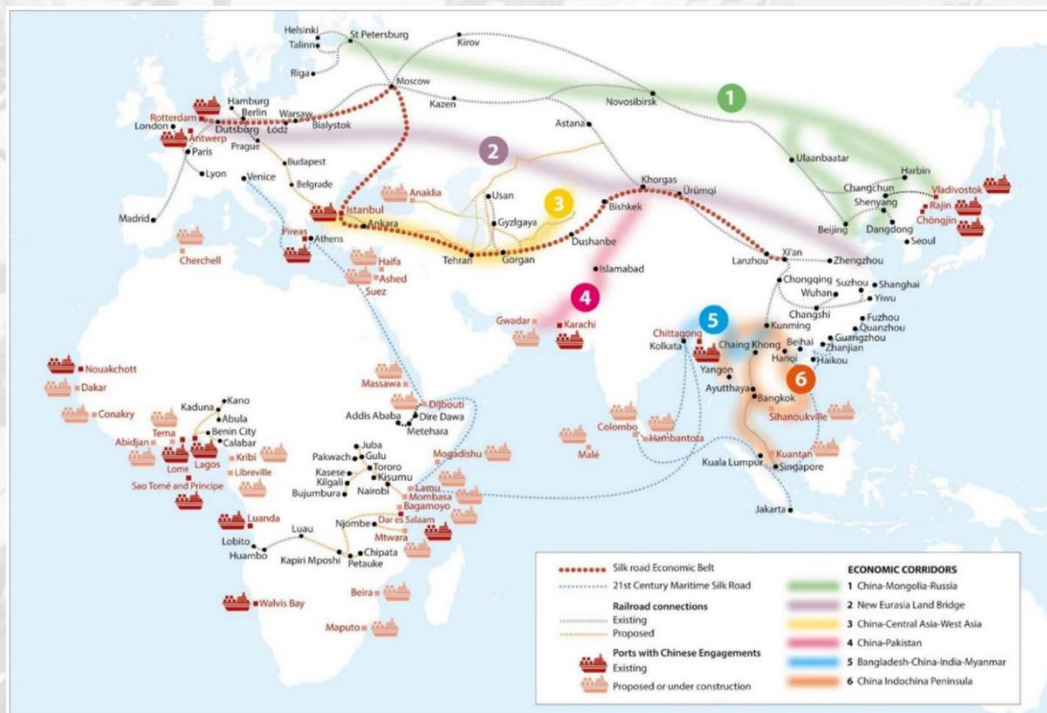 Helsinki
St Petersburg
Talinn
Riga
Kirov
Moscow
Kazen
Novosibirsk
1
Astana
Hamburg
Berlin
Rotterdam
London
Dutsborg
Łódź
Warsaw
Bialystok
Antwerp
Prague
Paris
Lyon
Venice
Budapest
Belgrade
Madrid
2
Ulaanbaatar
Harbin
Changchun
Shenyang
Vladivostok
Rajin
Chŏngjin
Dangdong
Beijing
Seoul
Anaklia
Usan
Gyzlgaya
3
Khorgas
Ürümqi
Bishkek
Istanbul
Ankara
Pireas
Athens
Tehran
Gorgan
Dushanbe
Lanzhou
Xi'an
Zhengzhou
Cherchell
Haifa
Ashed
Suez
Islamabad
4
Chongqing
Suzhou
Shanghai
Wuhan
Yiwu
Changshi
Gwadar
Karachi
5
Chittagong
Kolkata
Kunming
Chaing Khong
Fuzhou
Quanzhou
Guangzhou
Beihai
Zhanjian
Hanoi
Haikou
6
Yangon
Ayutthaya
Bangkok
Sihanoukville
Nouakchott
Dakar
Conakry
Massawa
Djibouti
Addis Ababa
Dire Dawa
Metehara
Kaduna
Kano
Abula
Benin City
Calabar
Tema
Abidjan
Lome
Lagos
Kribi
Libreville
Sao Tomé and Principe
Colombo
Hambantota
Malé
Kuantan
Kuala Lumpur
Singapore
Jakarta
Juba
Gulu
Pakwach
Tororo
Kasese
Kisumu
Kilgali
Bujumbura
Nairobi
Mogadishu
Lamu
Mombasa
Bagamoyo
Dar es Salaam
Mtwara
Njombe
Luanda
Lobito
Huambo
Luau
Kapiri Mposhi
Chipata
Petauke
Walvis Bay
Beira
Maputo
Silk road Economic Belt
21st Century Maritime Silk Road
Railroad connections
Existing
Proposed
Ports with Chinese Engagements
Existing
Proposed or under construction
ECONOMIC CORRIDORS
1 China-Mongolia-Russia
2 New Eurasia Land Bridge
3 China-Central Asia-West Asia
4 China-Pakistan
5 Bangladesh-China-India-Myanmar
6 China Indochina Peninsula